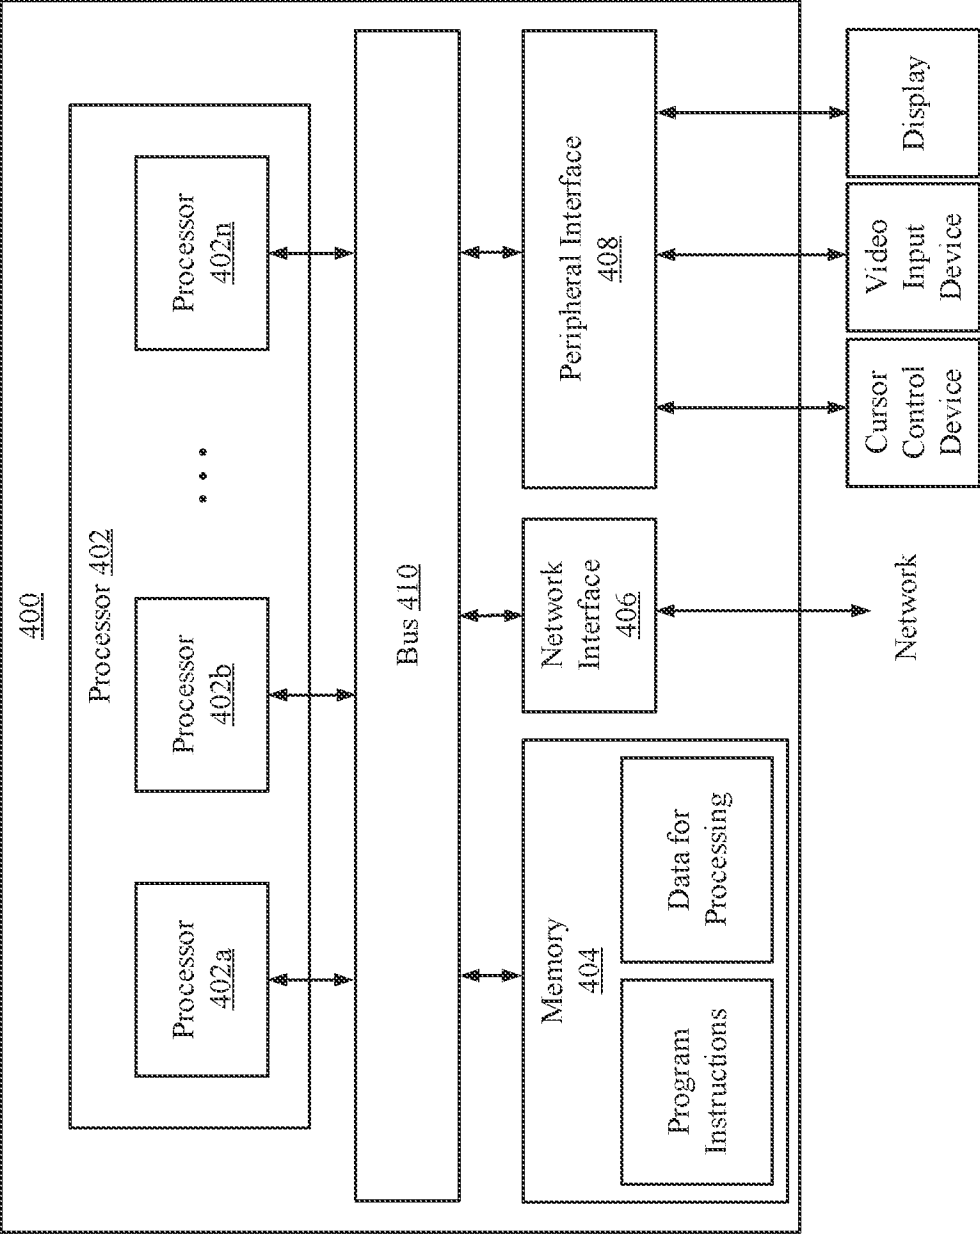 400
Processor 402
Processor
402a
Processor
402b
Processor
402n
Bus 410
Memory
404
Program
Instructions
Data for
Processing
Network
Interface
406
Peripheral Interface
408
Network
Cursor
Control
Device
Video
Input
Device
Display